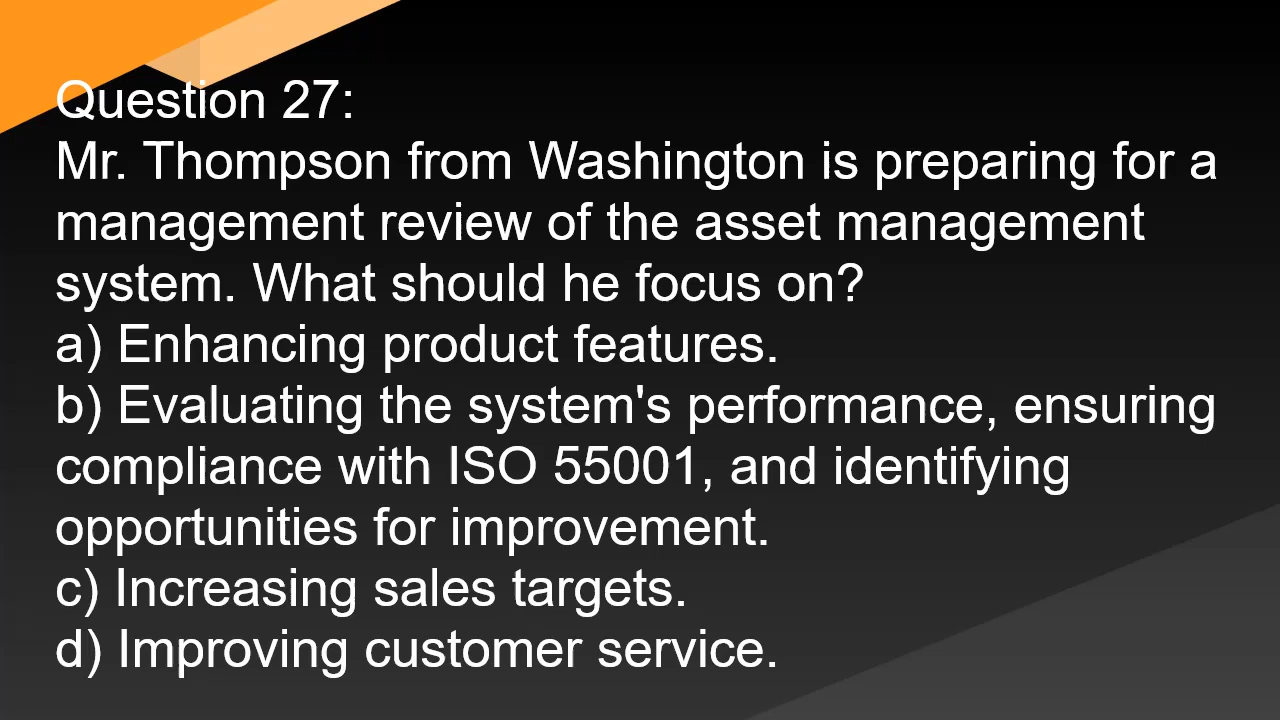 Question 27:
Mr. Thompson from Washington is preparing for a
management review of the asset management
system. What should he focus on?
a) Enhancing product features.
b) Evaluating the system's performance, ensuring
compliance with ISO 55001, and identifying
opportunities for improvement.
c) Increasing sales targets.
d) Improving customer service.